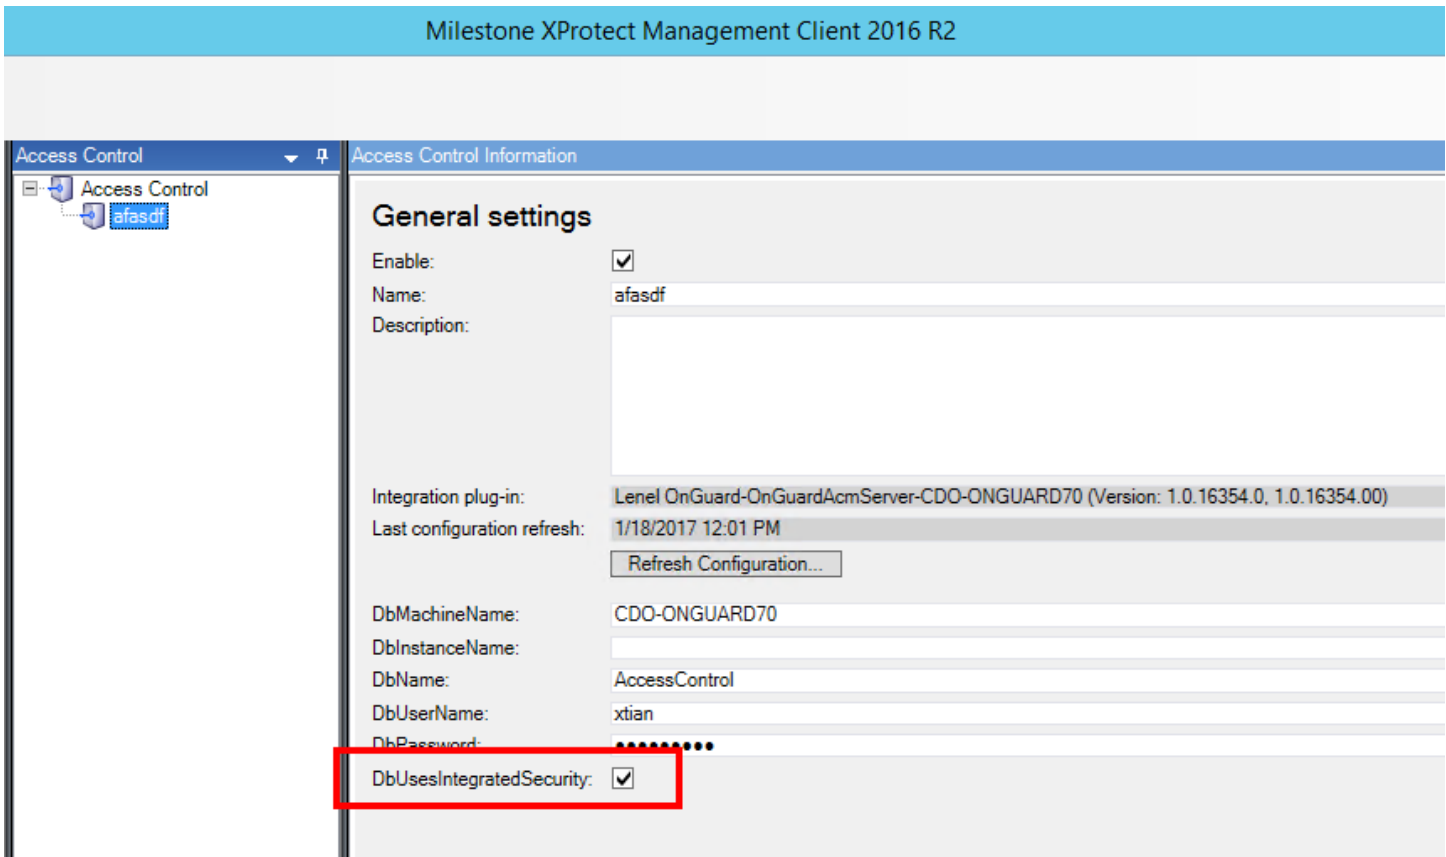 Milestone XProtect Management Client 2016 R2
Access Control
Access Control
afasdf
Access Control Information
General settings
Enable:
Name: afasdf
Description:
Integration plug-in: Lenel OnGuard-OnGuardAcmServer-CDO-ONGUARD70 (Version: 1.0.16354.0, 1.0.16354.00)
Last configuration refresh: 1/18/2017 12:01 PM
Refresh Configuration...
DbMachineName: CDO-ONGUARD70
DbInstanceName:
DbName: AccessControl
DbUserName: xtian
DbPassword: •••••••••
DbUsesIntegratedSecurity: